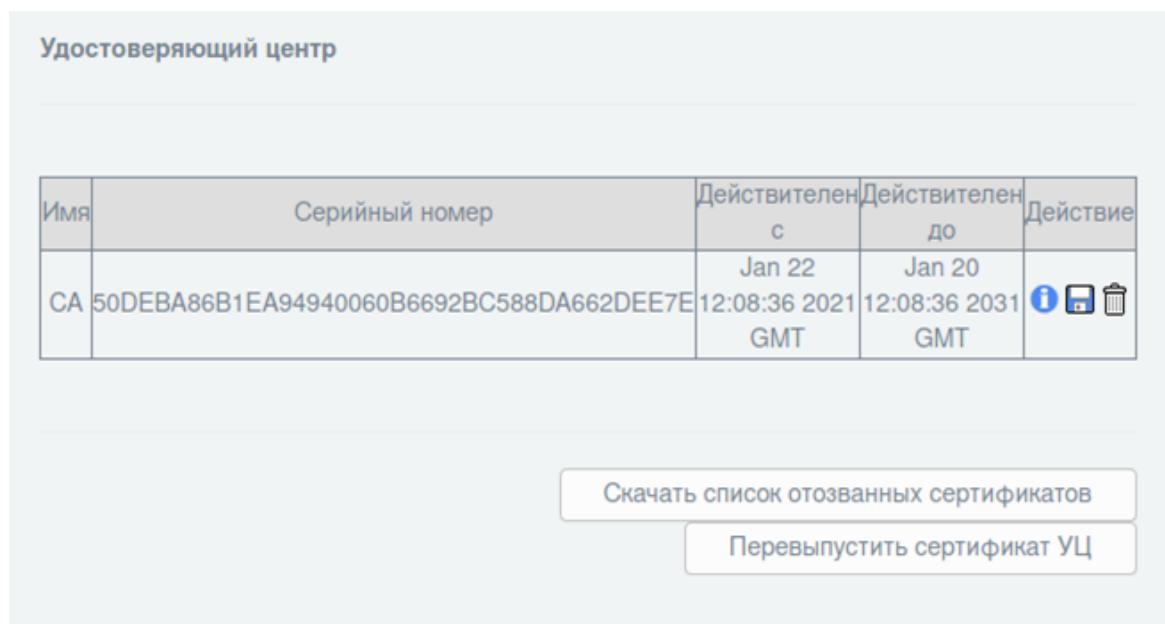 Удостоверяющий центр
Имя Серийный номер Действителен с Действителен до Действие
CA 50DEBA86B1EA94940060B6692BC588DA662DEE7E Jan 22 12:08:36 2021 GMT Jan 20 12:08:36 2031 GMT
Скачать список отозванных сертификатов
Перевыпустить сертификат УЦ